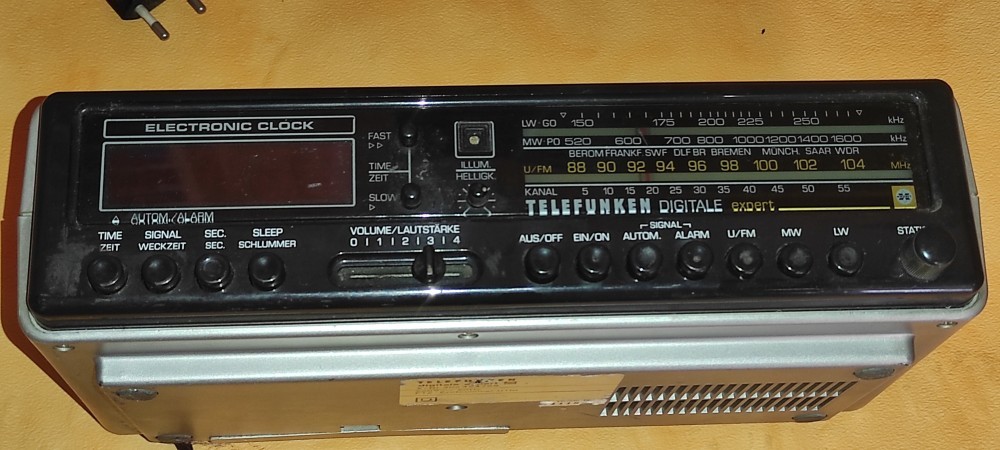 ELECTRONIC CLOCK
FAST
TIME
ZEIT
SLOW
AUTOM./ALARM
ILLUM.
HELLIGK.
LW·GO 150 175 200 225 250 kHz
MW·PO 520 600 700 800 1000 1200 1400 1600 kHz
BEROM FRANKF. SWF DLF BR BREMEN MÜNCH. SAAR WDR
U/FM 88 90 92 94 96 98 100 102 104 MHz
KANAL 5 10 15 20 25 30 35 40 45 50 55
TELEFUNKEN DIGITALE expert
TIME
ZEIT
SIGNAL
WECKZEIT
SEC.
SEC.
SLEEP
SCHLUMMER
VOLUME/LAUTSTÄRKE
0 1 1 1 2 1 3 1 4
AUS/OFF EIN/ON
SIGNAL
AUTOM. ALARM
U/FM MW LW
TELEFUNKEN